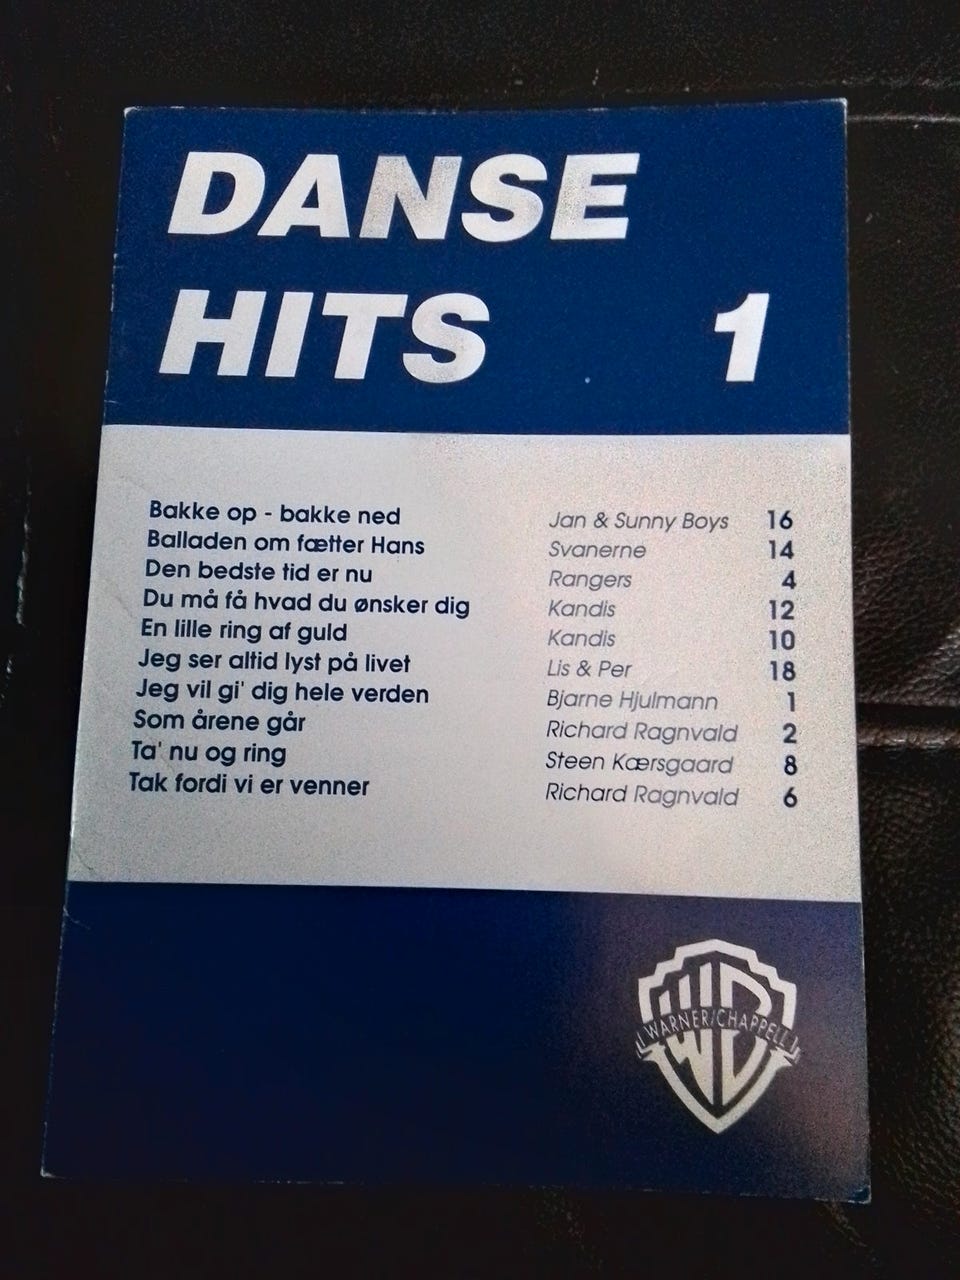 DANSE
HITS 1
Bakke op - bakke ned Jan & Sunny Boys 16
Balladen om fætter Hans Svanerne 14
Den bedste tid er nu Rangers 4
Du må få hvad du ønsker dig Kandis 12
En lille ring af guld Kandis 10
Jeg ser altid lyst på livet Lis & Per 18
Jeg vil gi' dig hele verden Bjarne Hjulmann 1
Som årene går Richard Ragnvald 2
Ta' nu og ring Steen Kærsgaard 8
Tak fordi vi er venner Richard Ragnvald 6
WB
WARNER/CHAPPELL